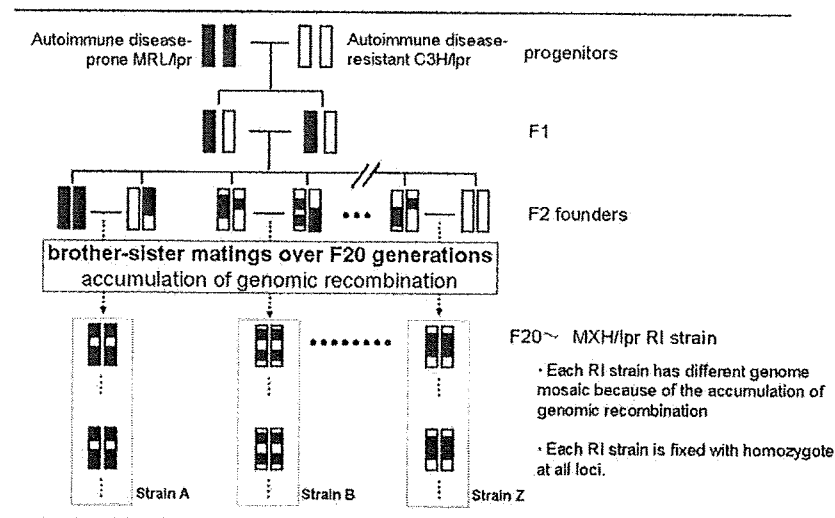 Autoimmune disease-
prone MRL/lpr
Autoimmune disease-
resistant C3H/lpr
progenitors
F1
F2 founders
brother-sister matings over F20 generations
accumulation of genomic recombination
F20～ MXH/lpr RI strain
・Each RI strain has different genome
mosaic because of the accumulation of
genomic recombination
・Each RI strain is fixed with homozygote
at all loci.
Strain A
Strain B
Strain Z